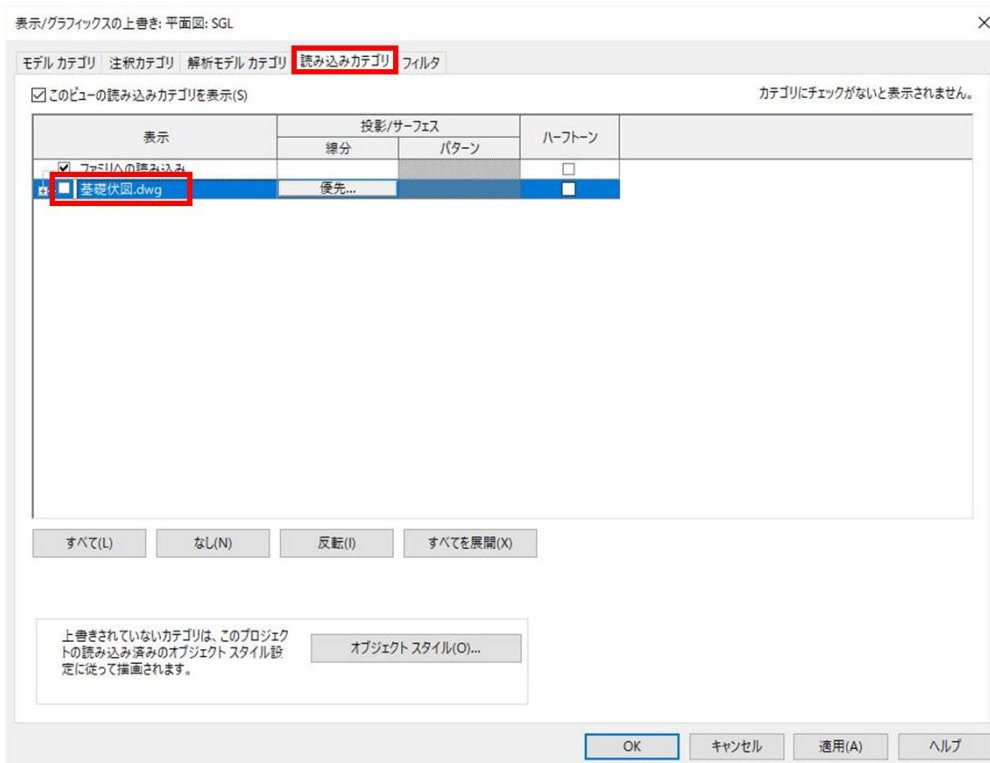 表示/グラフィックスの上書き: 平面図: SGL
モデル カテゴリ 注釈カテゴリ 解析モデル カテゴリ 読み込みカテゴリ フィルタ
このビューの読み込みカテゴリを表示(S) カテゴリにチェックがないと表示されません。
表示 投影/サーフェス ハーフトーン
線分 パターン
ファミリへの読み込み
基礎伏図.dwg 優先...
すべて(L) なし(N) 反転(I) すべてを展開(X)
上書きされていないカテゴリは、このプロジェク
トの読み込み済みのオブジェクト スタイル設
定に従って描画されます。
オブジェクト スタイル(O)...
OK キャンセル 適用(A) ヘルプ